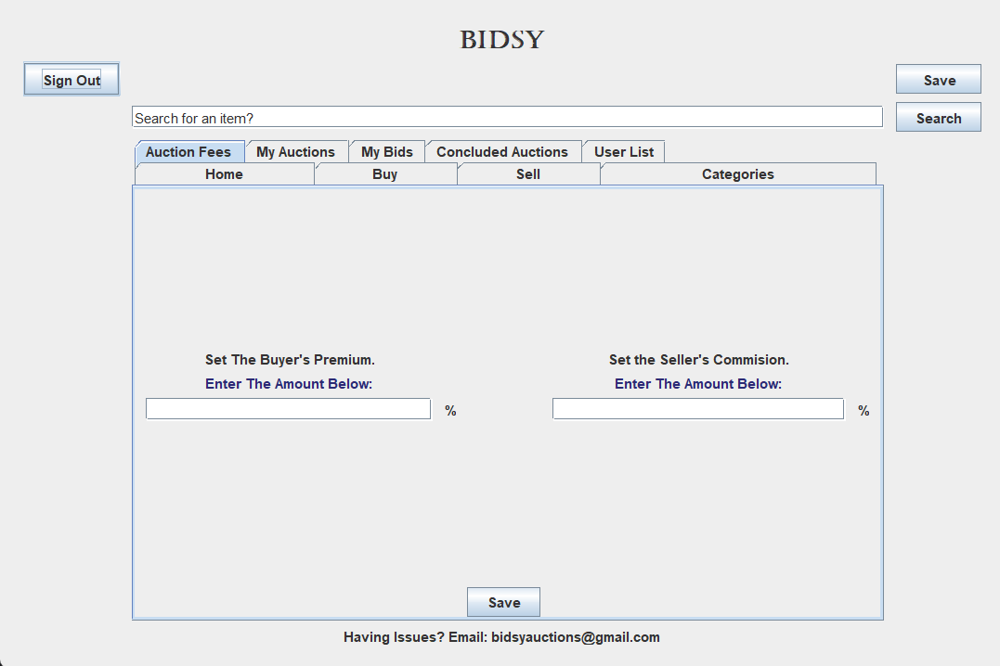 BIDSY
Sign Out
Save
Search for an item?
Search
Auction Fees My Auctions My Bids Concluded Auctions User List
Home Buy Sell Categories
Set The Buyer's Premium. Set the Seller's Commision.
Enter The Amount Below: Enter The Amount Below:
% %
Save
Having Issues? Email: bidsyauctions@gmail.com